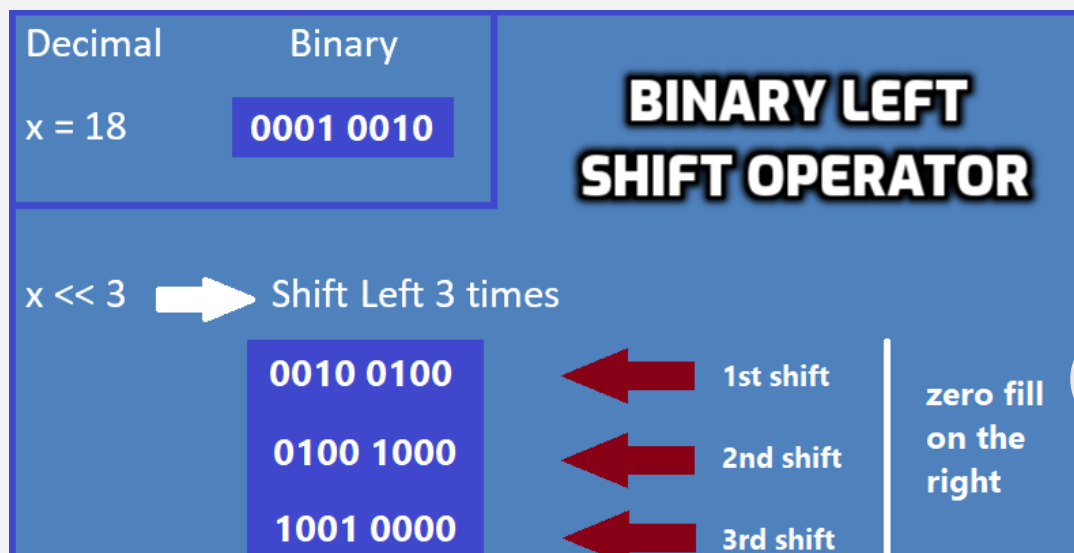 Decimal Binary
x = 18 0001 0010
BINARY LEFT
SHIFT OPERATOR
x << 3 Shift Left 3 times
0010 0100 1st shift
0100 1000 2nd shift
1001 0000 3rd shift
zero fill
on the
right